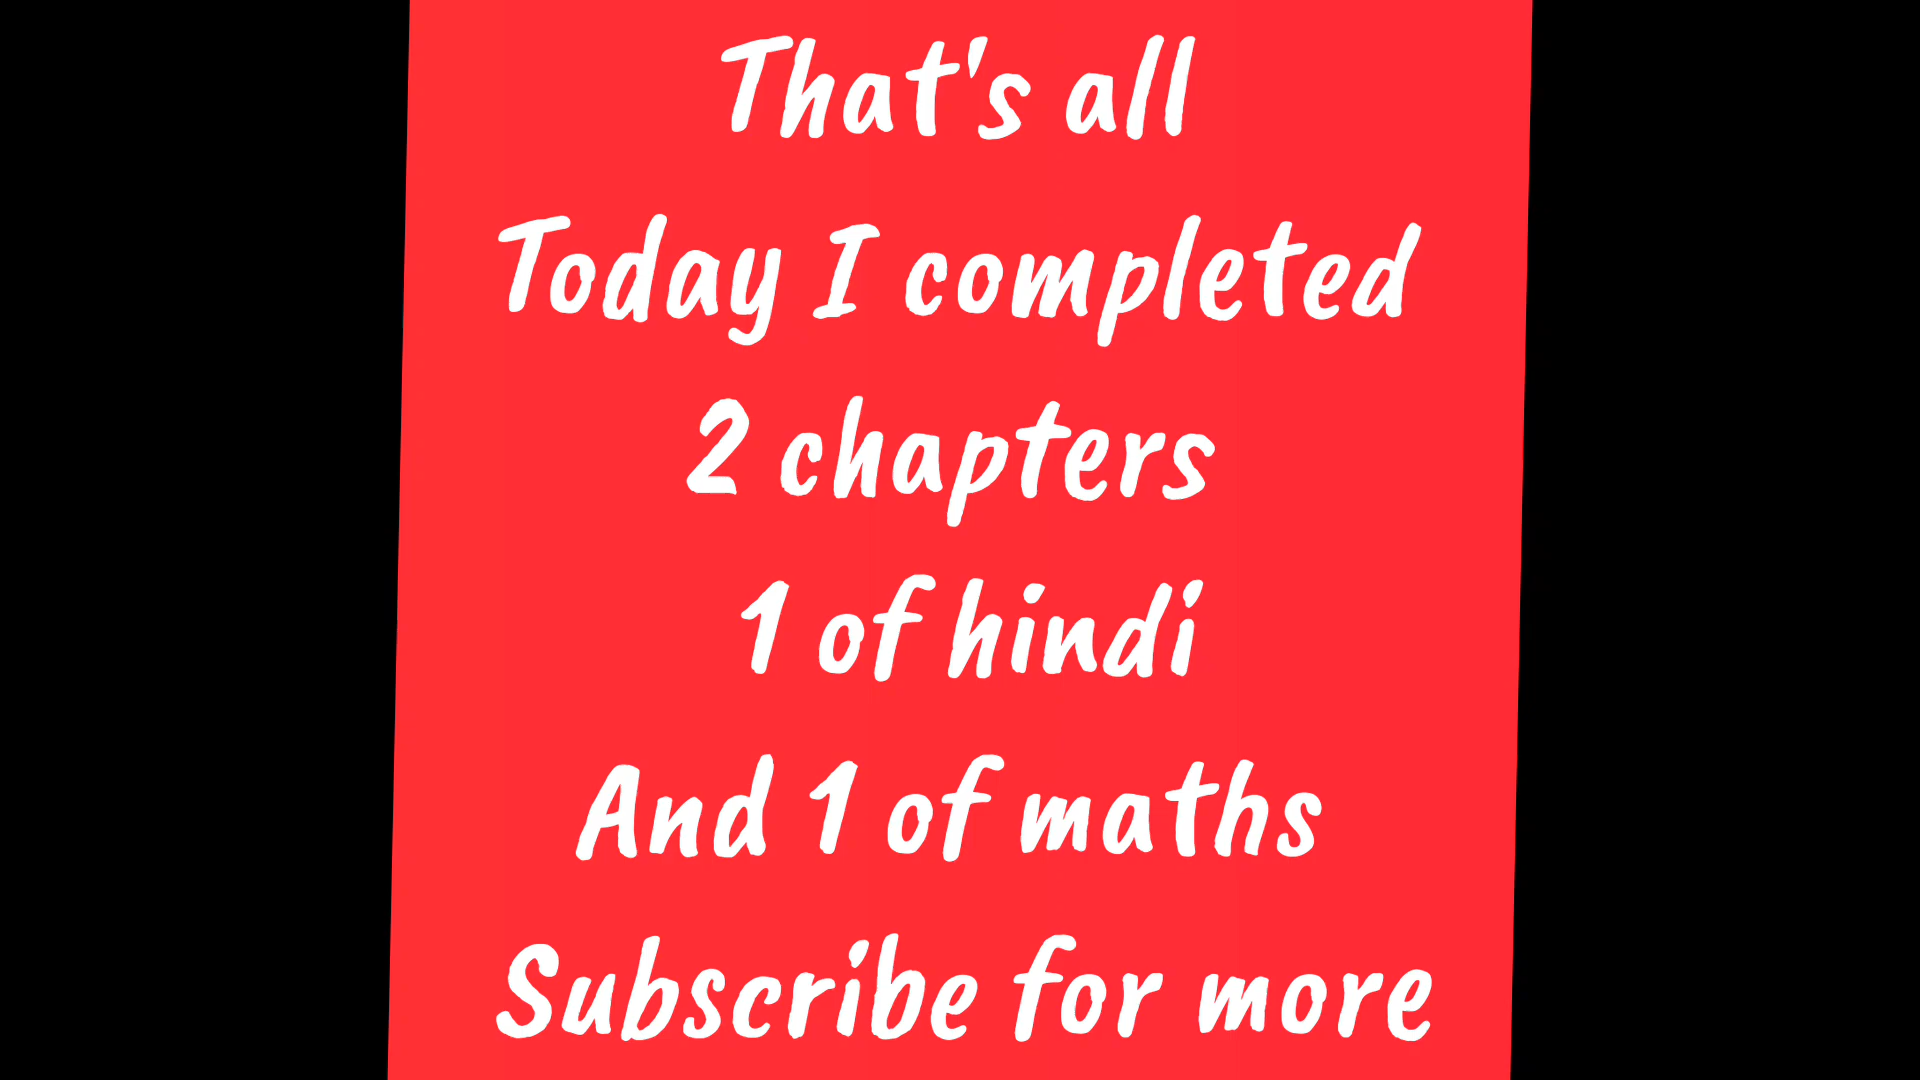 That's all
Today I completed
2 chapters
1 of hindi
And 1 of maths
Subscribe for more